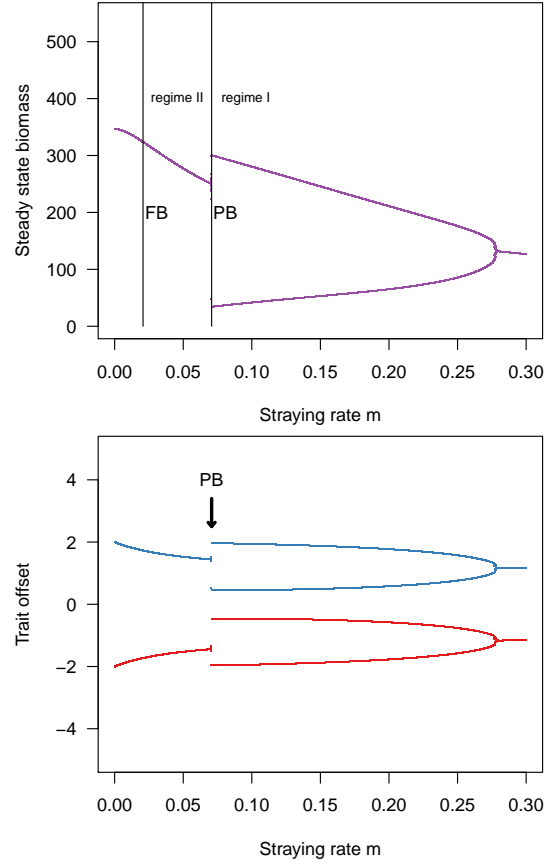 Steady state biomass
500
400
300
200
100
0
regime II
regime I
FB
PB
0.00 0.05 0.10 0.15 0.20 0.25 0.30
Straying rate m
Trait offset
4
2
0
-2
-4
PB
0.00 0.05 0.10 0.15 0.20 0.25 0.30
Straying rate m